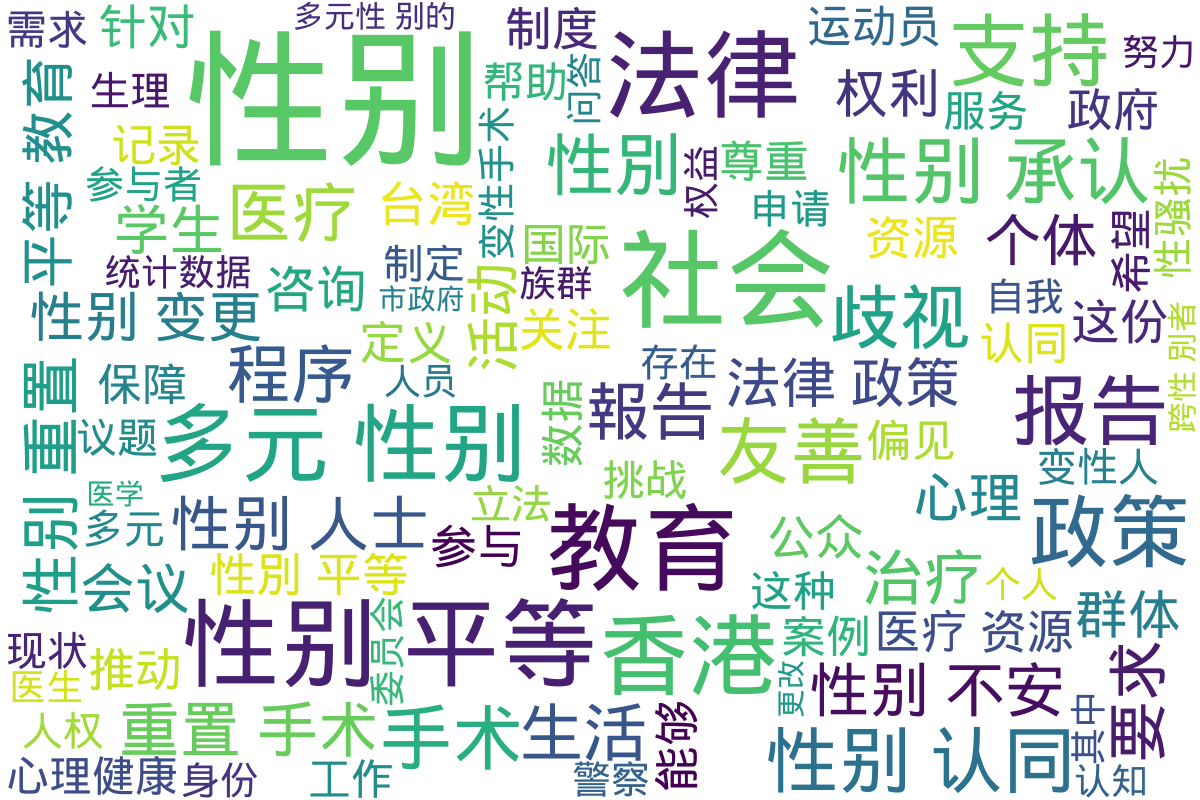 需求
针对
多元性 别的
制度
运动员
支持
努力
教育
生理
性别
帮助
问答
法律
权利
服务
政府
记录
参与者
手术
变性
性别
权益
尊重
性别 承认
性骚扰
平等
学生
医疗
台湾
申请
资源
个体
希望
统计数据
咨询
制定
国际
族群
社会
市政府
活动
自我
这份
性别 变更
关注
歧视
认同
跨性 别者
重置
性别
保障
程序
定义
人员
存在
法律 政策
报告
议题
多元 性别
数据
報告
友善
偏见
变性人
医学
多元
性别 人士
立法
挑战
心理
政策
会议
性别 平等
参与
教育
公众
治疗
个人
这种
群体
现状
性别 平等
委员会
香港
案例
医疗 资源
要求
医生
推动
更改
性别 不安
人权
重置 手术
手术
生活
能够
性别 认同
其中
心理健康
身份
工作
警察
认知